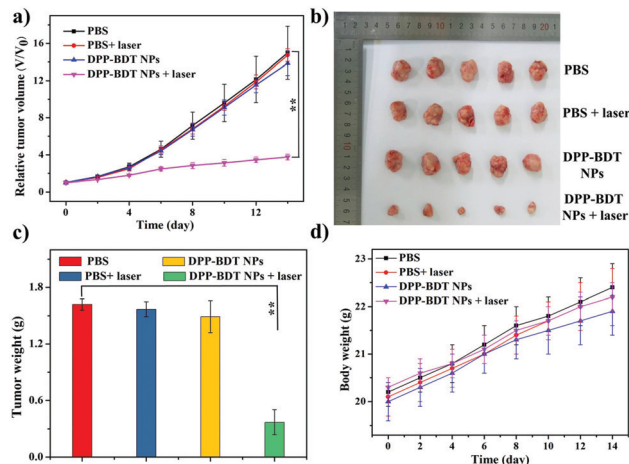 a)
PBS
PBS+ laser
DPP-BDT NPs
DPP-BDT NPs + laser
16
12
8
4
0
Relative tumor volume (V/V0)
**
0 4 8 12
Time (day)
b)
PBS
PBS + laser
DPP-BDT
NPs
DPP-BDT
NPs + laser
c)
PBS DPP-BDT NPs
PBS+ laser DPP-BDT NPs + laser
1.8
1.2
0.6
0.0
Tumor weight (g)
**
d)
PBS
PBS+ laser
DPP-BDT NPs
DPP-BDT NPs + laser
23
22
21
20
Body weight (g)
0 2 4 6 8 10 12 14
Time (day)